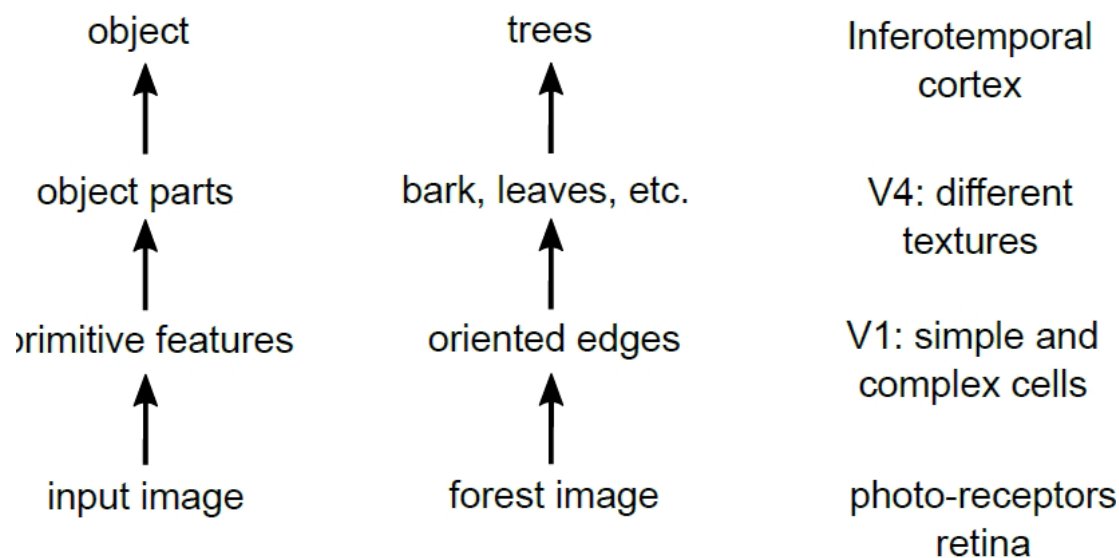 object
trees
Inferotemporal
cortex
object parts
bark, leaves, etc.
V4: different
textures
primitive features
oriented edges
V1: simple and
complex cells
input image
forest image
photo-receptors
retina